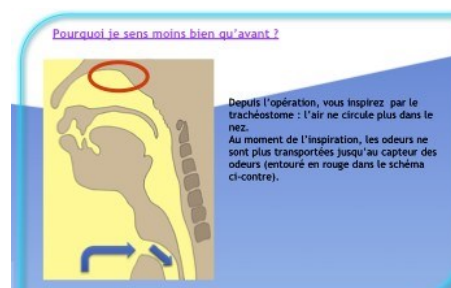 Pourquoi je sens moins bien qu'avant ?
Depuis l'opération, vous inspirez par le
trachéostome : l'air ne circule plus dans le
nez.
Au moment de l'inspiration, les odeurs ne
sont plus transportées jusqu'au capteur des
odeurs (entouré en rouge dans le schéma
ci-contre).